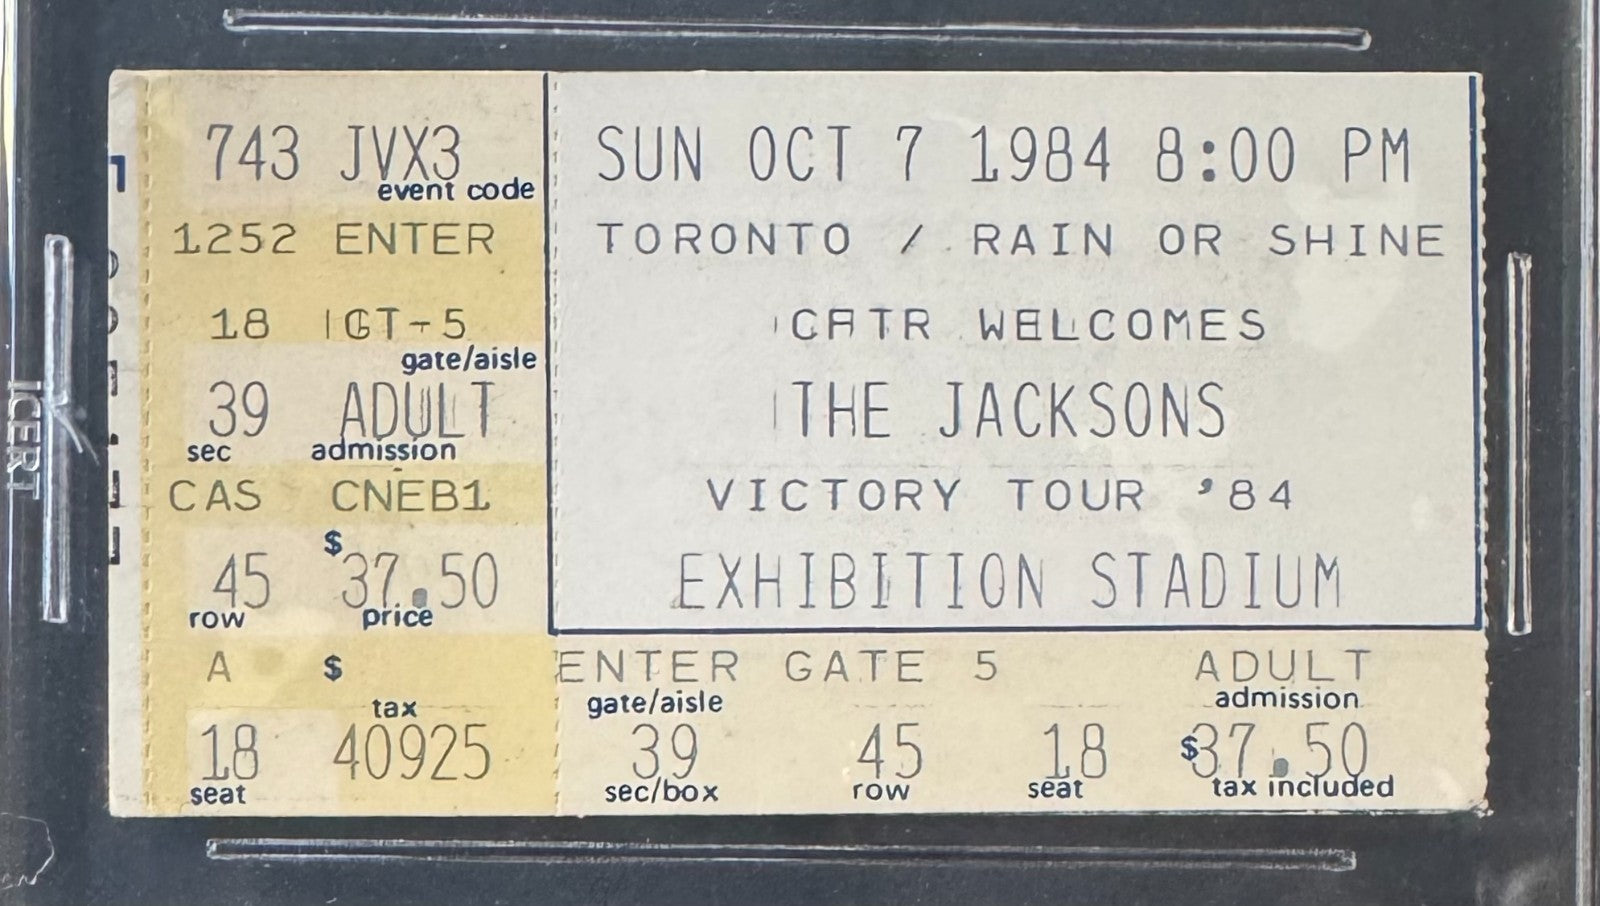 743 JVX3
event code
1252 ENTER
18 GT-5
gate/aisle
39 ADULT
sec admission
CAS CNEB1
45 $37.50
row price
A $
tax
18 40925
seat
SUN OCT 7 1984 8:00 PM
TORONTO / RAIN OR SHINE
WELCOMES
THE JACKSONS
VICTORY TOUR '84
EXHIBITION STADIUM
ENTER GATE 5 ADULT
gate/aisle admission
39 45 18 $37.50
sec/box row seat tax included
ICERT